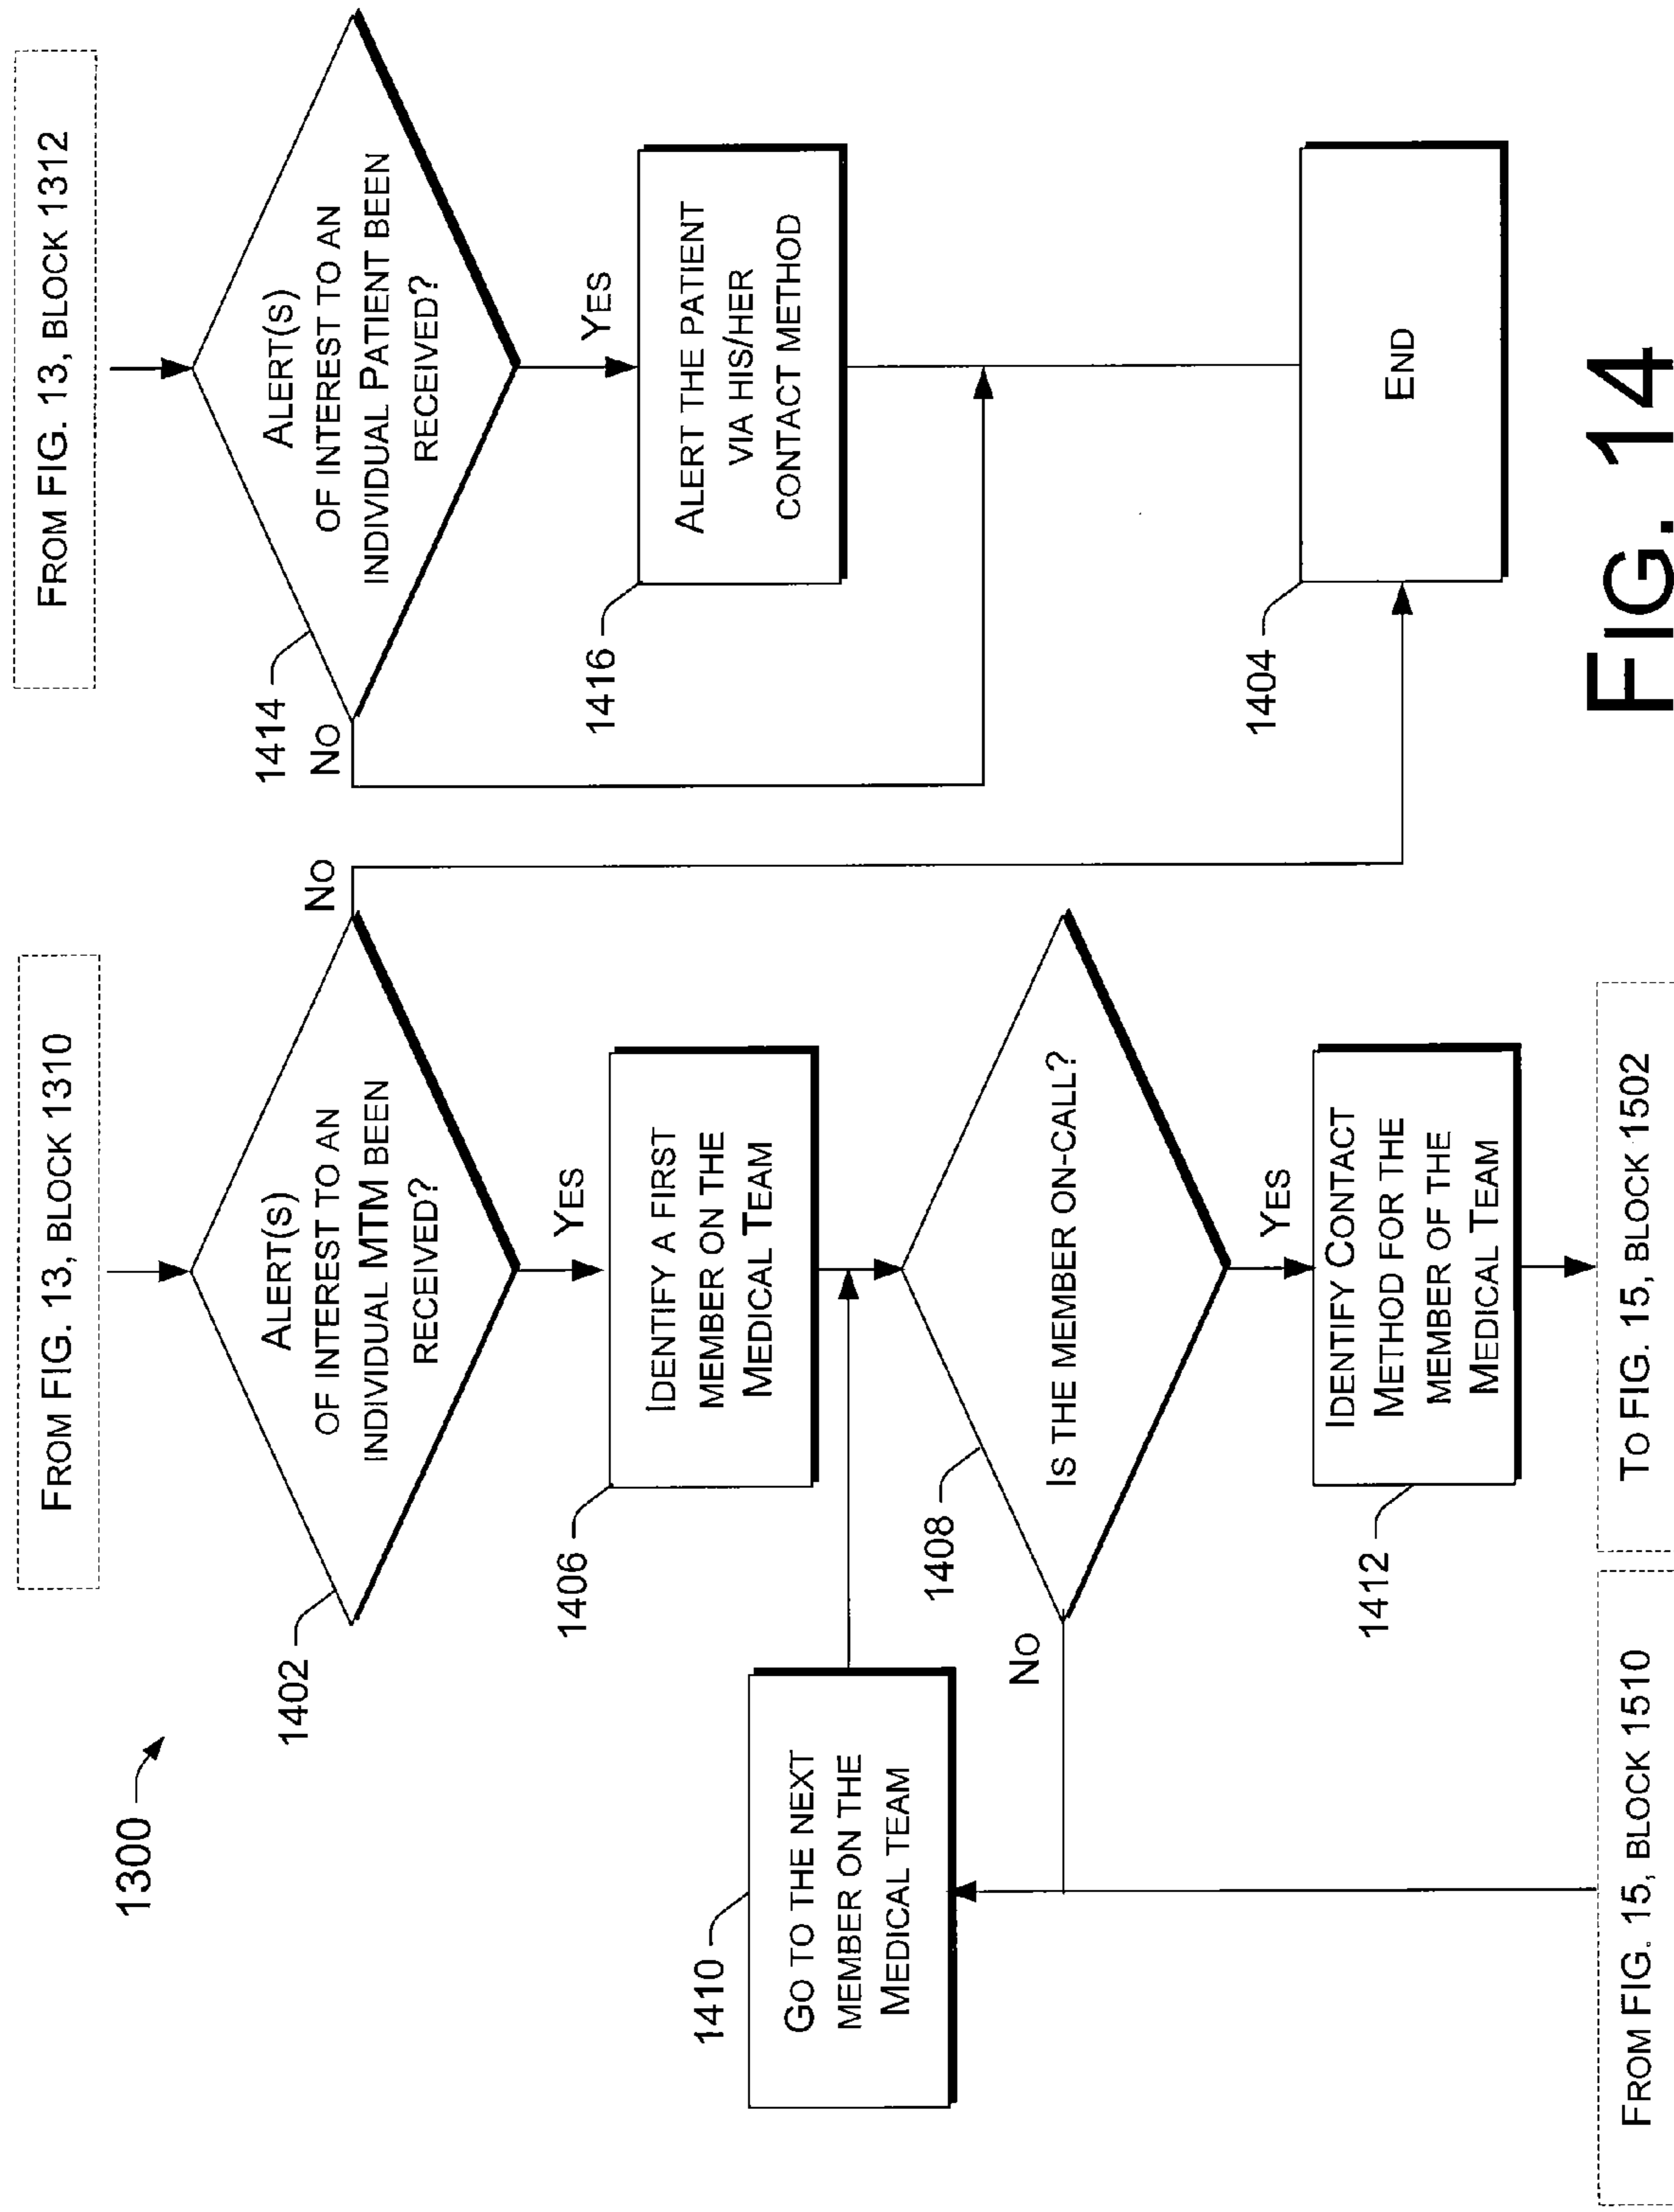 1300
FROM FIG. 13, BLOCK 1310
1402
ALERT(S)
OF INTEREST TO AN
INDIVIDUAL MTM BEEN
RECEIVED?
NO
YES
1406
IDENTIFY A FIRST
MEMBER ON THE
MEDICAL TEAM
1410
GO TO THE NEXT
MEMBER ON THE
MEDICAL TEAM
1408
IS THE MEMBER ON-CALL?
NO
YES
1412
IDENTIFY CONTACT
METHOD FOR THE
MEMBER OF THE
MEDICAL TEAM
FROM FIG. 15, BLOCK 1510
TO FIG. 15, BLOCK 1502
FROM FIG. 13, BLOCK 1312
1414
ALERT(S)
OF INTEREST TO AN
INDIVIDUAL PATIENT BEEN
RECEIVED?
NO
YES
1416
ALERT THE PATIENT
VIA HIS/HER
CONTACT METHOD
1404
END
FIG. 14